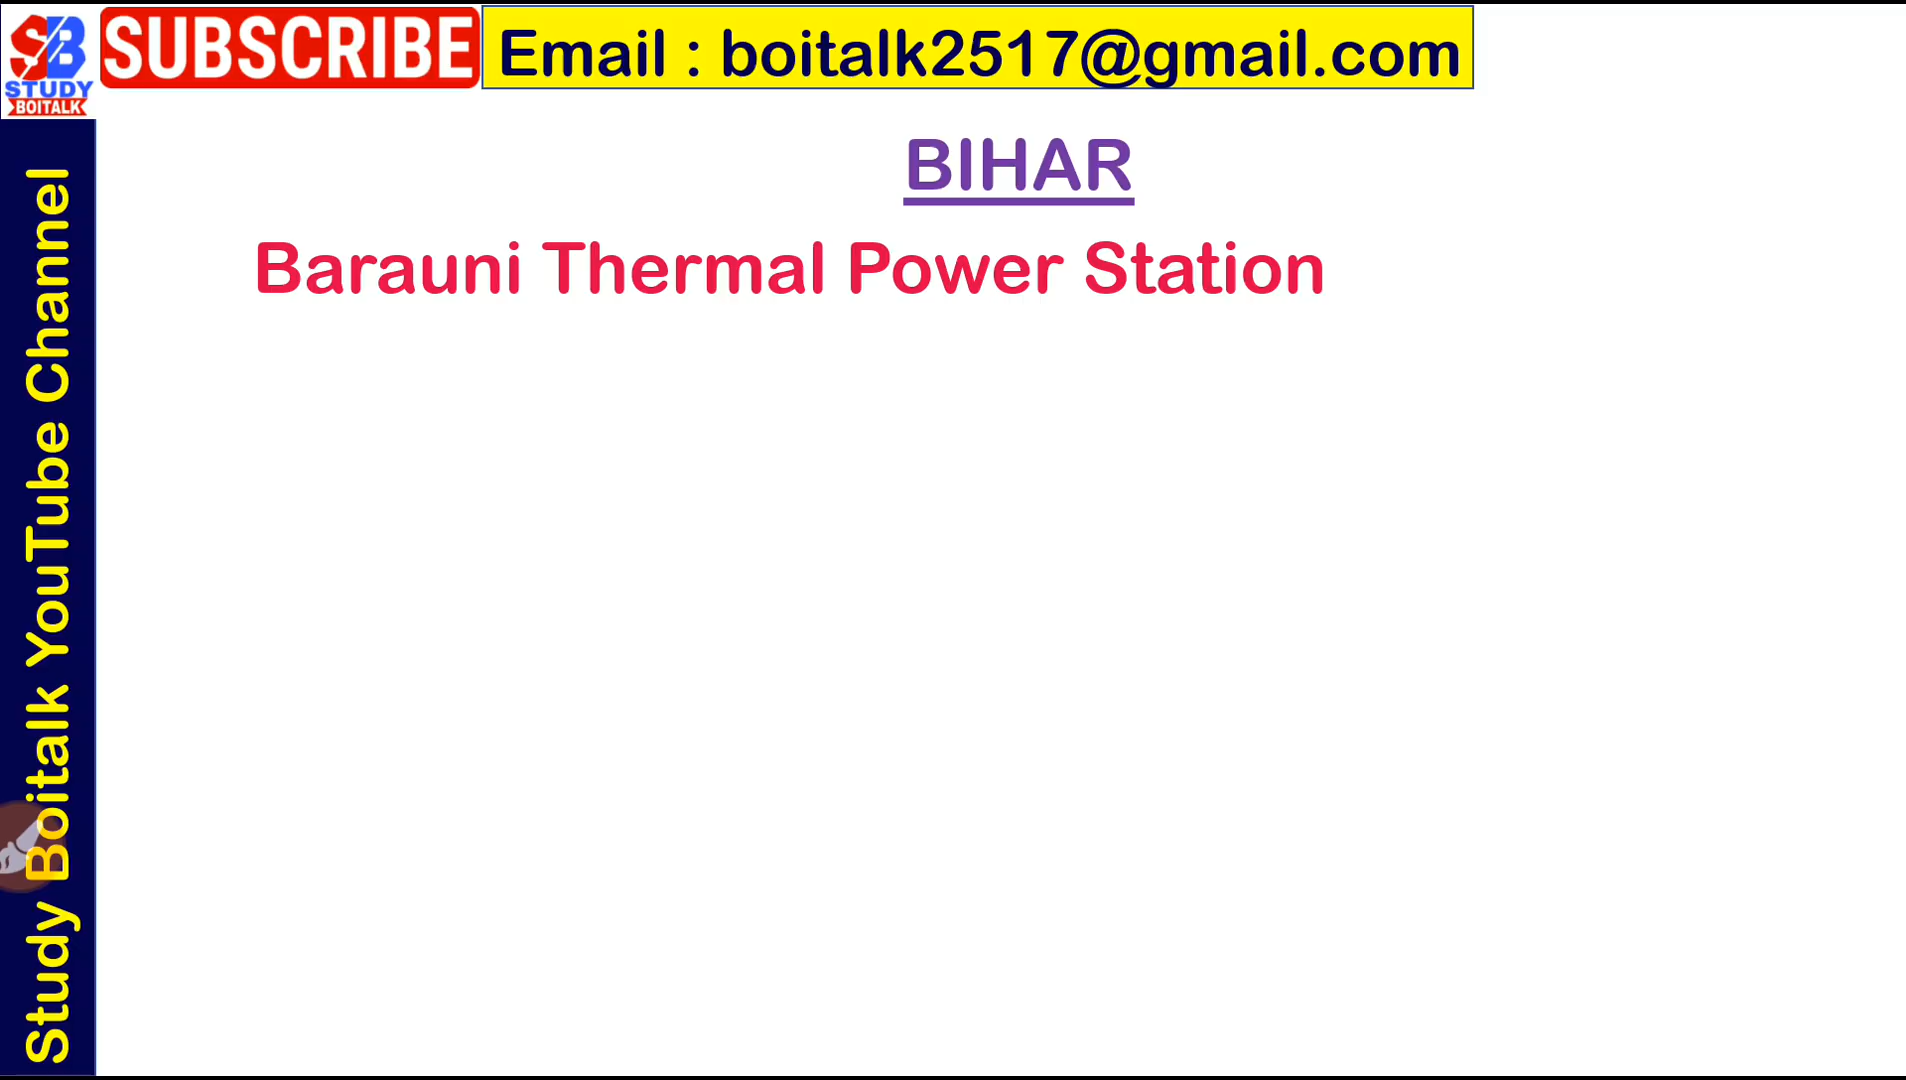 SB
STUDY
BOITALK
SUBSCRIBE
Email : boitalk2517@gmail.com
BIHAR
Barauni Thermal Power Station
Study Boitalk YouTube Channel